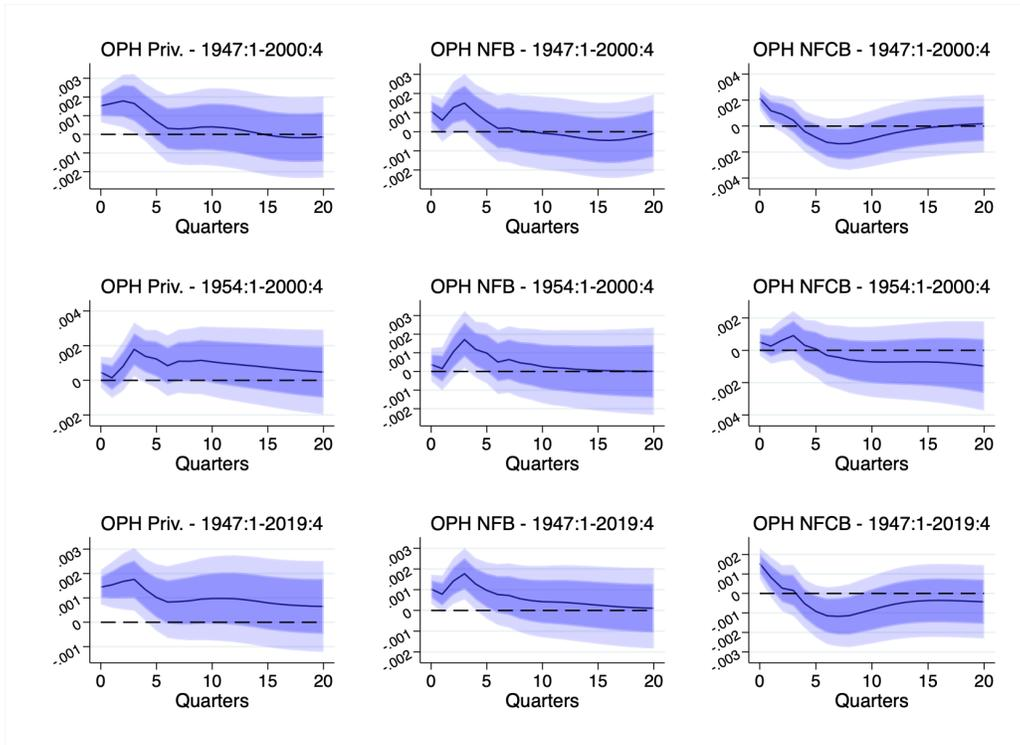 OPH Priv. - 1947:1-2000:4
.003
.002
.001
0
-.001
-.002
0 5 10 15 20
Quarters
OPH NFB - 1947:1-2000:4
.003
.002
.001
0
-.001
-.002
0 5 10 15 20
Quarters
OPH NFCB - 1947:1-2000:4
.004
.002
0
-.002
-.004
0 5 10 15 20
Quarters
OPH Priv. - 1954:1-2000:4
.004
.002
0
-.002
0 5 10 15 20
Quarters
OPH NFB - 1954:1-2000:4
.003
.002
.001
0
-.001
-.002
0 5 10 15 20
Quarters
OPH NFCB - 1954:1-2000:4
.002
0
-.002
-.004
0 5 10 15 20
Quarters
OPH Priv. - 1947:1-2019:4
.003
.002
.001
0
-.001
0 5 10 15 20
Quarters
OPH NFB - 1947:1-2019:4
.003
.002
.001
0
-.001
-.002
0 5 10 15 20
Quarters
OPH NFCB - 1947:1-2019:4
.002
.001
0
-.001
-.002
-.003
0 5 10 15 20
Quarters